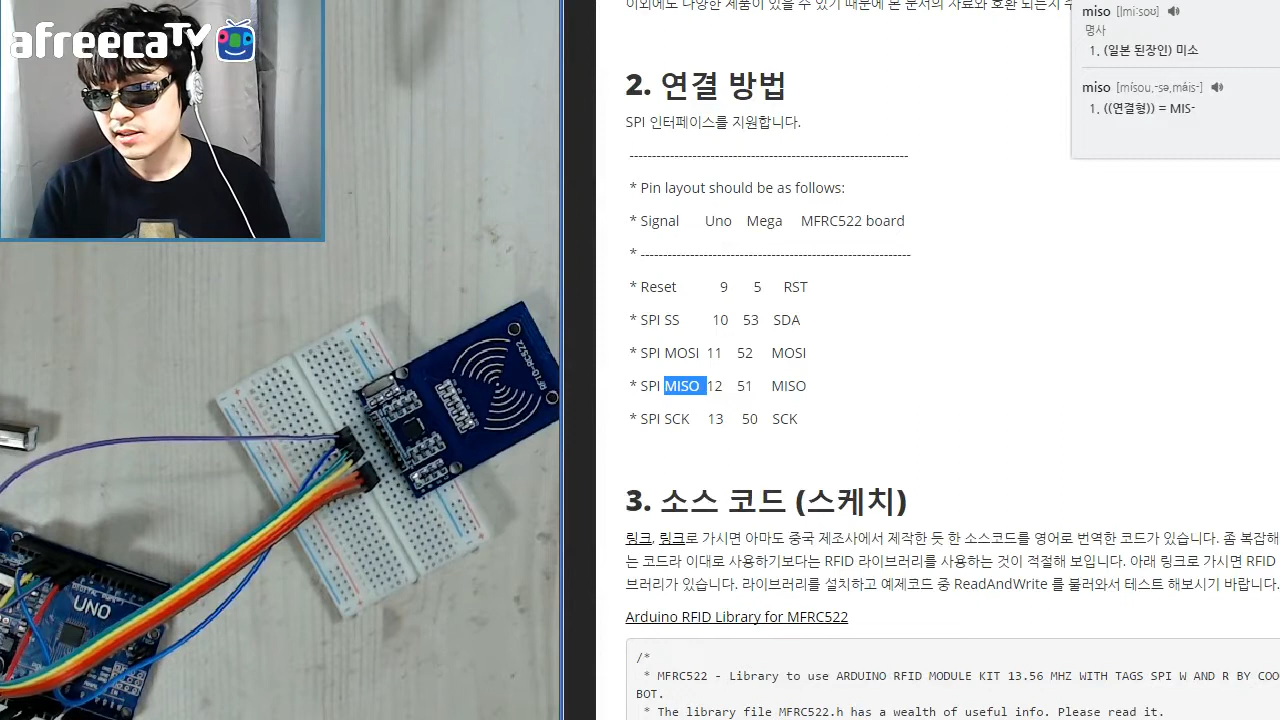 afreecaTV
UNO
RFID-RC522
이외에도 다양한 제품이 있을 수 있기 때문에 본 문서의 자료와 호환 되는지
miso [|mi:soʊ]
명사
1. (일본 된장인) 미소
miso
1. ((연결형)) = MIS-
2. 연결 방법
SPI 인터페이스를 지원합니다.
--------------------------------------------------------------
* Pin layout should be as follows:
* Signal Uno Mega MFRC522 board
* ------------------------------------------------------------
* Reset 9 5 RST
* SPI SS 10 53 SDA
* SPI MOSI 11 52 MOSI
* SPI MISO 12 51 MISO
* SPI SCK 13 50 SCK
3. 소스 코드 (스케치)
링크, 링크로 가시면 아마도 중국 제조사에서 제작한 듯 한 소스코드를 영어로 번역한 코드가 있습니다. 좀 복잡해
는 코드라 이대로 사용하기보다는 RFID 라이브러리를 사용하는 것이 적절해 보입니다. 아래 링크로 가시면 RFID
브러리가 있습니다. 라이브러리를 설치하고 예제코드 중 ReadAndWrite 를 불러와서 테스트 해보시기 바랍니다.
Arduino RFID Library for MFRC522
/*
* MFRC522 - Library to use ARDUINO RFID MODULE KIT 13.56 MHZ WITH TAGS SPI W AND R BY COO
BOT.
* The library file MFRC522.h has a wealth of useful info. Please read it.